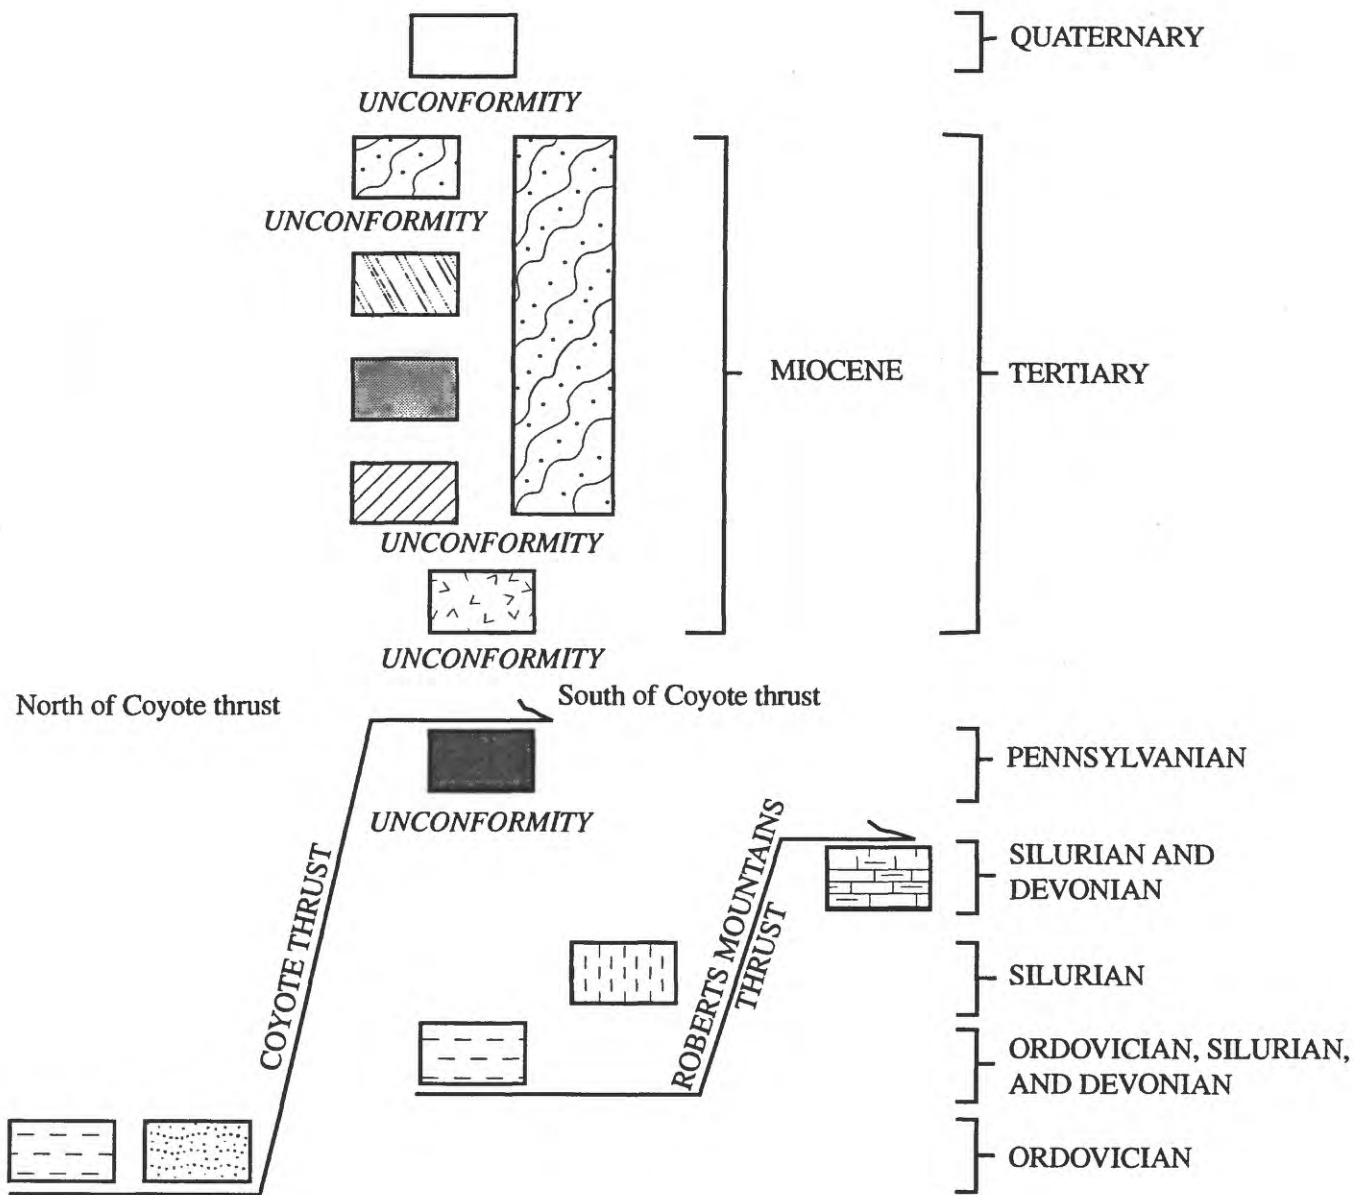 QUATERNARY
UNCONFORMITY
UNCONFORMITY
MIOCENE
TERTIARY
UNCONFORMITY
UNCONFORMITY
North of Coyote thrust
South of Coyote thrust
PENNSYLVANIAN
UNCONFORMITY
COYOTE THRUST
ROBERTS MOUNTAINS
THRUST
SILURIAN AND
DEVONIAN
SILURIAN
ORDOVICIAN, SILURIAN,
AND DEVONIAN
ORDOVICIAN